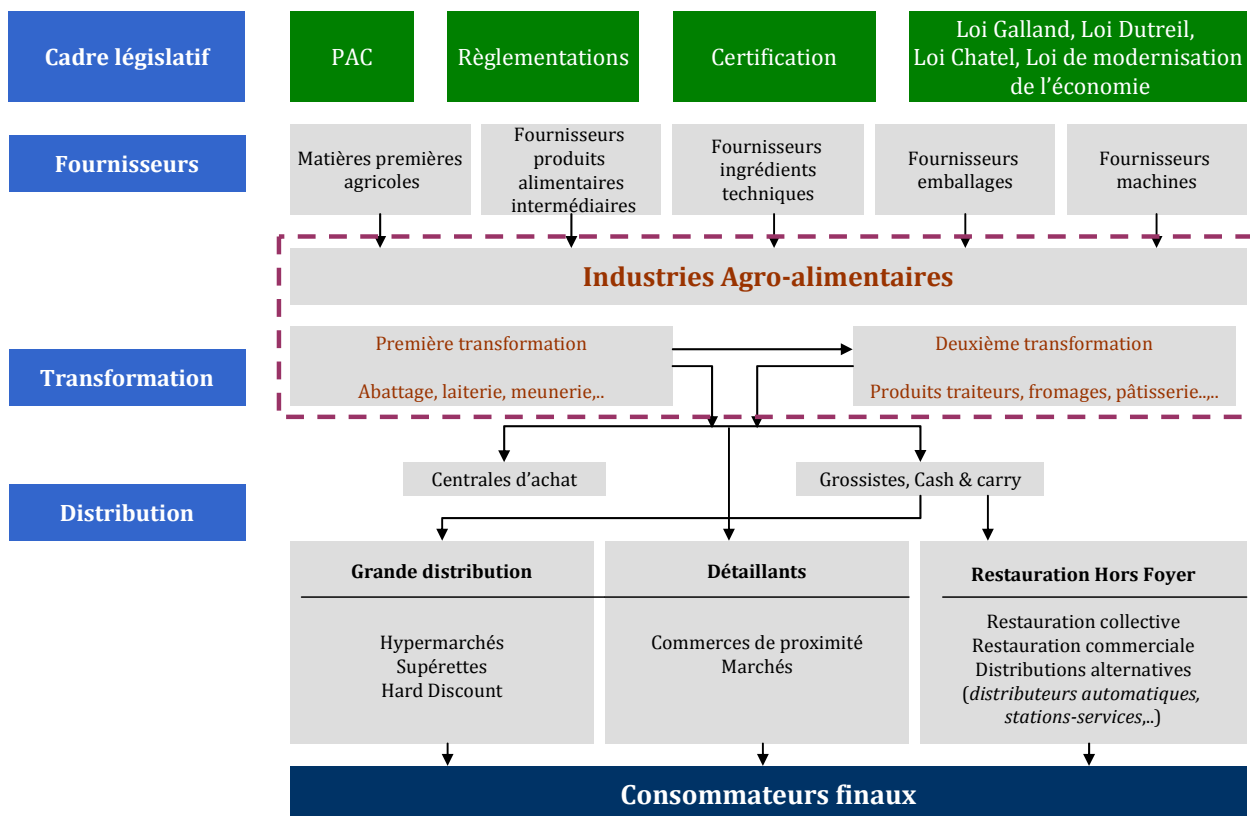 Cadre législatif
PAC
Règlementations
Certification
Loi Galland, Loi Dutreil,
Loi Chatel, Loi de modernisation
de l'économie
Fournisseurs
Matières premières
agricoles
Fournisseurs
produits
alimentaires
intermédiaires
Fournisseurs
ingrédients
techniques
Fournisseurs
emballages
Fournisseurs
machines
Industries Agro-alimentaires
Transformation
Première transformation
Abattage, laiterie, meunerie,..
Deuxième transformation
Produits traiteurs, fromages, pâtisserie..,..
Distribution
Centrales d'achat
Grossistes, Cash & carry
Grande distribution
Hypermarchés
Supérettes
Hard Discount
Détaillants
Commerces de proximité
Marchés
Restauration Hors Foyer
Restauration collective
Restauration commerciale
Distributions alternatives
(distributeurs automatiques,
stations-services,..)
Consommateurs finaux